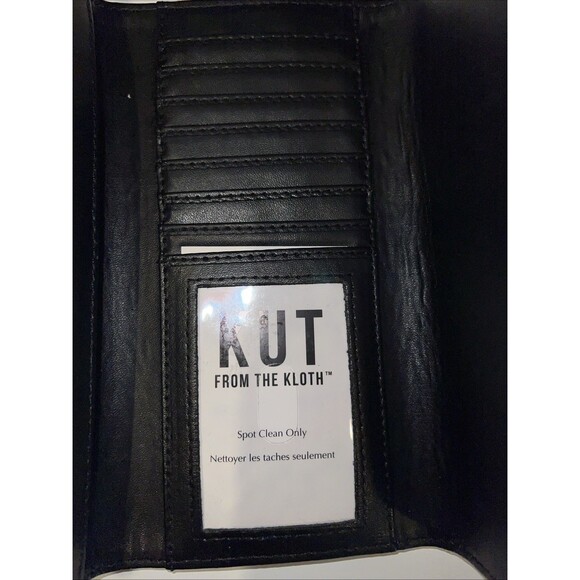 KUT
FROM THE KLOTH™
Spot Clean Only
Nettoyer les taches seulement